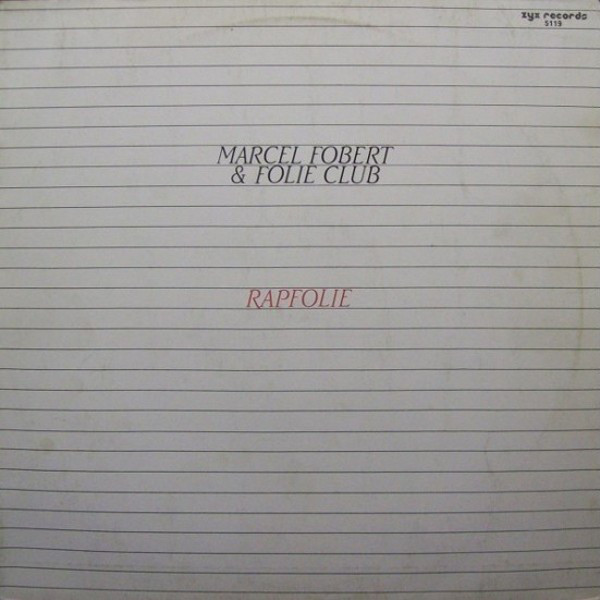 zyx records
5119
MARCEL FOBERT
& FOLIE CLUB
RAPFOLIE